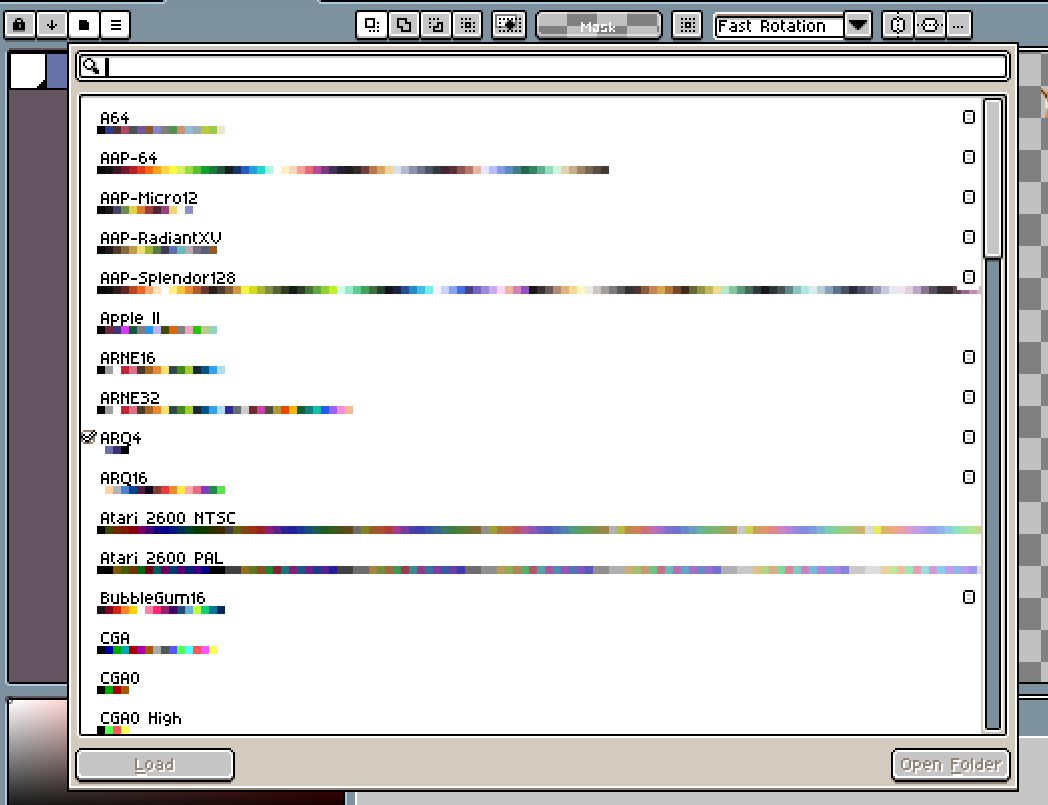 Mask
Fast Rotation
...
A64
AAP-64
AAP-Micro12
AAP-RadiantXV
AAP-Splendor128
Apple II
ARNE16
ARNE32
ARQ4
ARQ16
Atari 2600 NTSC
Atari 2600 PAL
BubbleGum16
CGA
CGA0
CGA0 High
Load
Open Folder